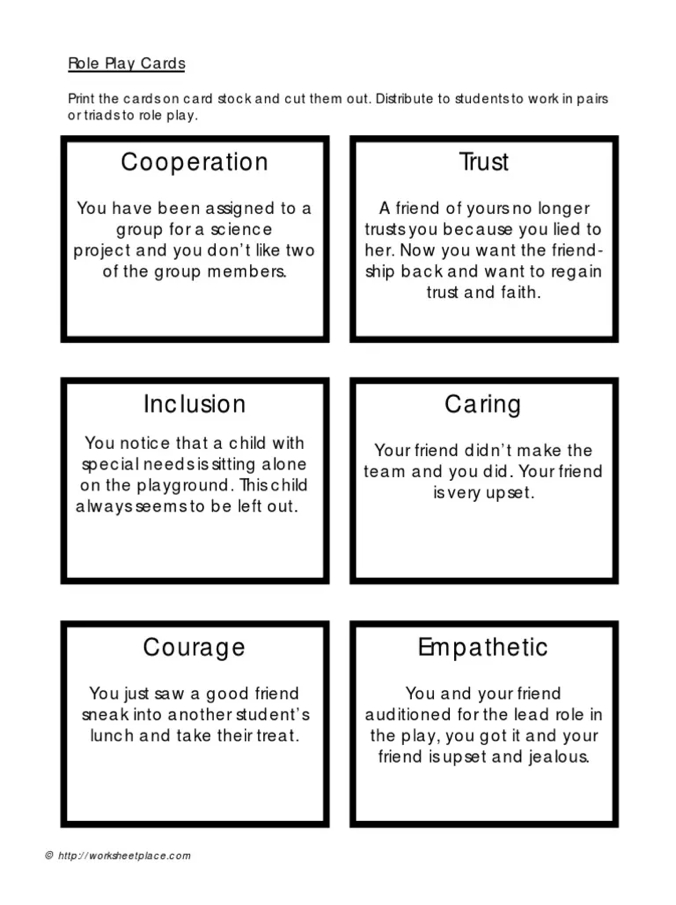 Role Play Cards
Print the cards on card stock and cut them out. Distribute to students to work in pairs
or triads to role play.
Cooperation
You have been assigned to a
group for a science
project and you don't like two
of the group members.
Trust
A friend of yours no longer
trusts you because you lied to
her. Now you want the friend-
ship back and want to regain
trust and faith.
Inclusion
You notice that a child with
special needs is sitting alone
on the playground. This child
always seems to be left out.
Caring
Your friend didn't make the
team and you did. Your friend
is very upset.
Courage
You just saw a good friend
sneak into another student's
lunch and take their treat.
Empathetic
You and your friend
auditioned for the lead role in
the play, you got it and your
friend is upset and jealous.
© http://worksheetplace.com